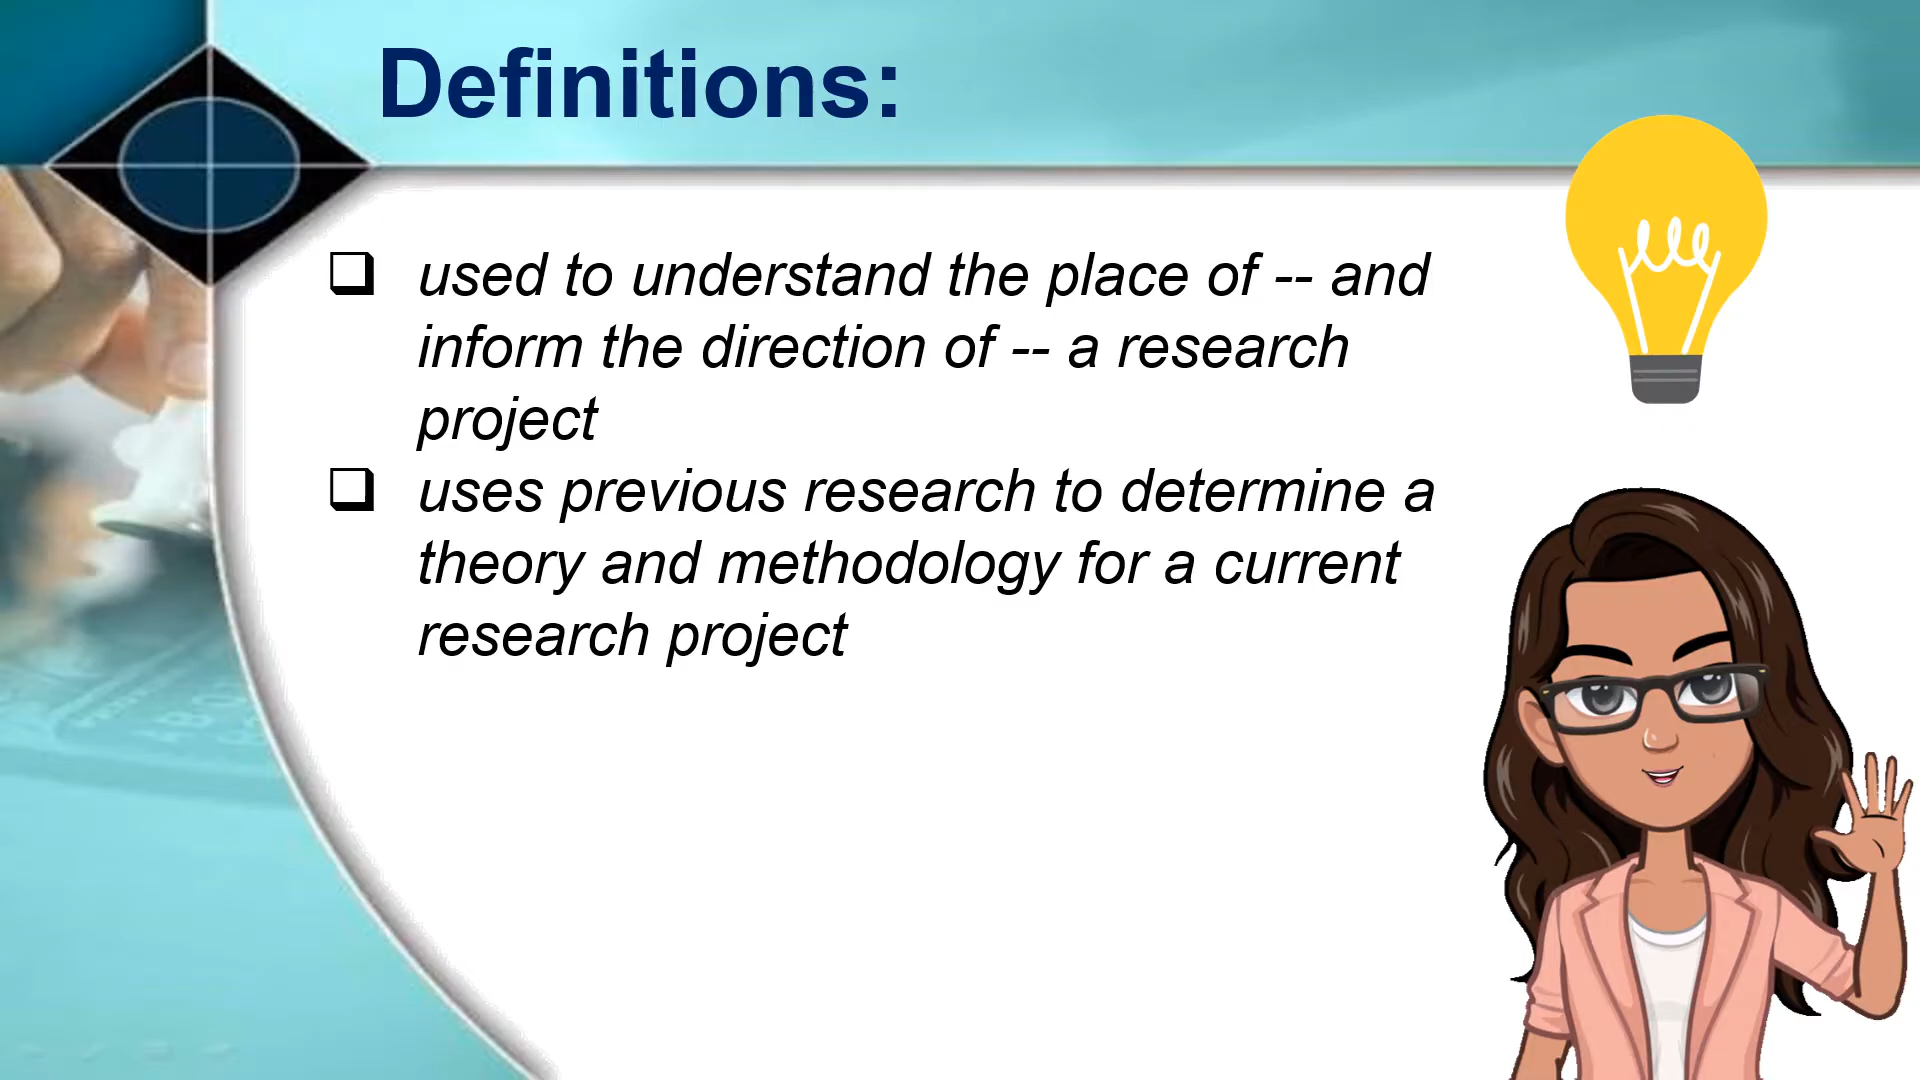 Definitions:
❑ used to understand the place of -- and
inform the direction of -- a research
project
❑ uses previous research to determine a
theory and methodology for a current
research project